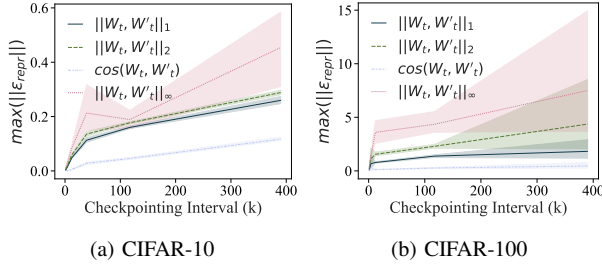 max(||ε_repr||)
0.6
0.4
0.2
0.0
||W_t, W'_t||_1
||W_t, W'_t||_2
cos(W_t, W'_t)
||W_t, W'_t||_∞
0 100 200 300 400
Checkpointing Interval (k)
(a) CIFAR-10
max(||ε_repr||)
15
10
5
0
||W_t, W'_t||_1
||W_t, W'_t||_2
cos(W_t, W'_t)
||W_t, W'_t||_∞
0 100 200 300 400
Checkpointing Interval (k)
(b) CIFAR-100